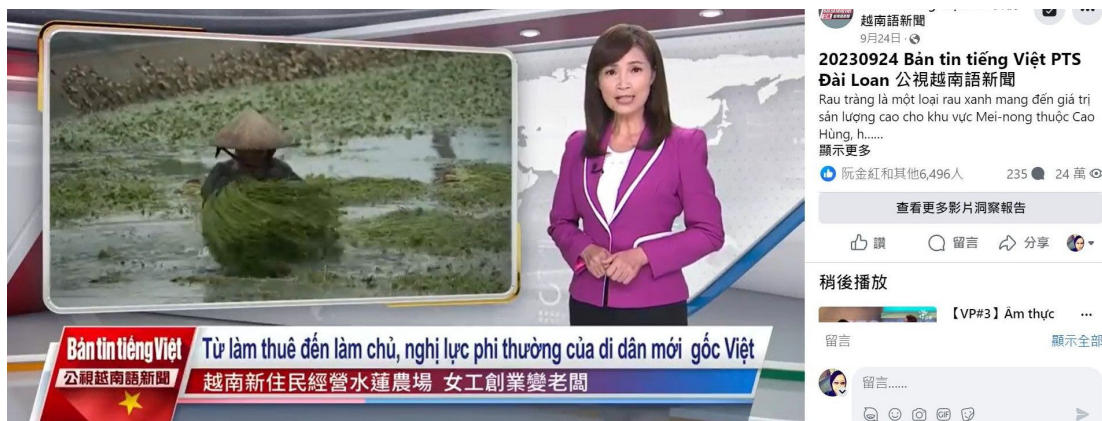 Bản tin tiếng Việt
公視越南語新聞
Từ làm thuê đến làm chủ, nghị lực phi thường của di dân mới gốc Việt
越南新住民經營水蓮農場 女工創業變老闆
越南語新聞
9月24日
20230924 Bản tin tiếng Việt PTS
Đài Loan 公視越南語新聞
Rau tràng là một loại rau xanh mang đến giá trị
sản lượng cao cho khu vực Mei-nong thuộc Cao
Hùng, h......
顯示更多
阮金紅和其他6,496人 235 24 萬
查看更多影片洞察報告
讚 留言 分享
稍後播放
【VP#3】Ẩm thực
留言 顯示全部
留言......
GIF